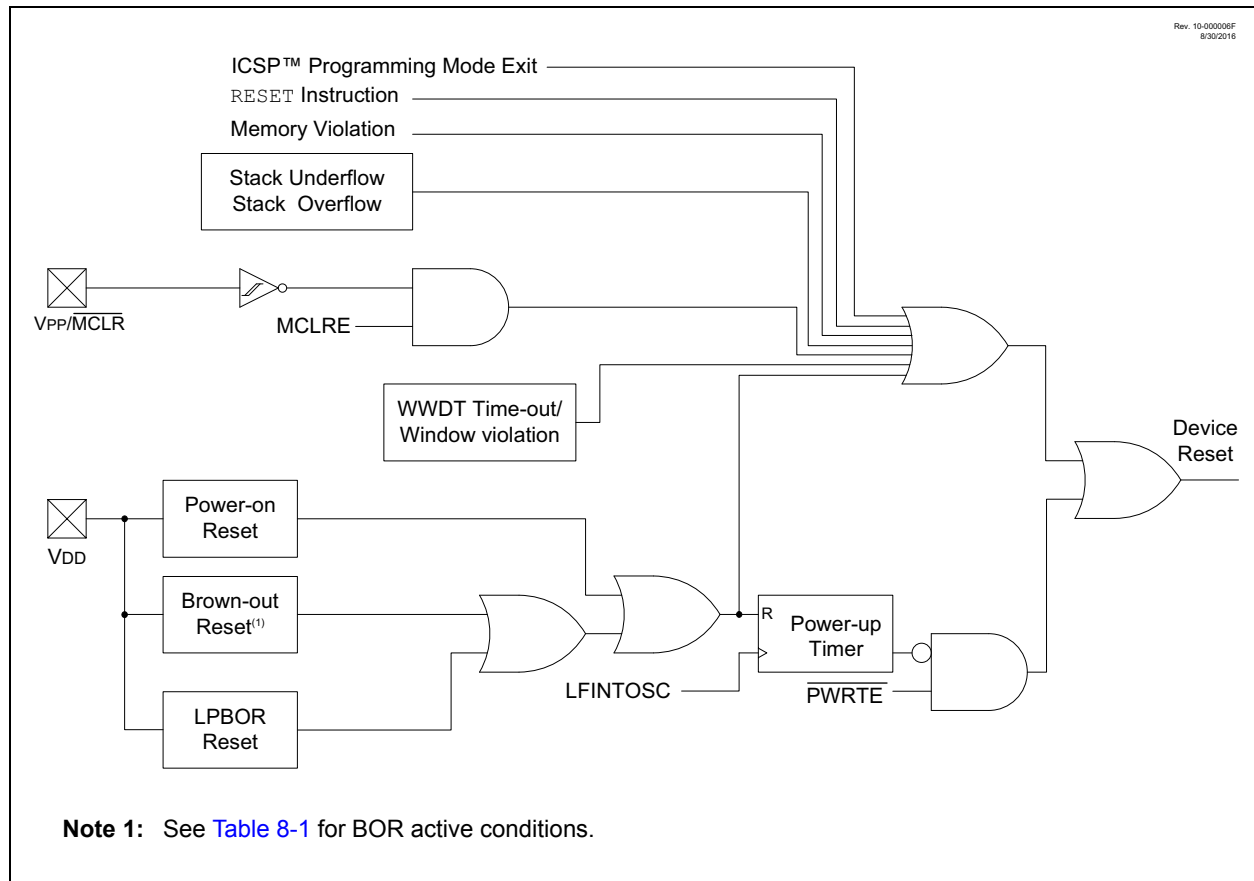 Rev. 10-000006F
8/30/2016
ICSP™ Programming Mode Exit
RESET Instruction
Memory Violation
Stack Underflow
Stack Overflow
VPP/MCLR
MCLRE
WWDT Time-out/
Window violation
Device
Reset
Power-on
Reset
VDD
Brown-out
Reset(1)
R
Power-up
Timer
LFINTOSC
PWRTE
LPBOR
Reset
Note 1: See Table 8-1 for BOR active conditions.